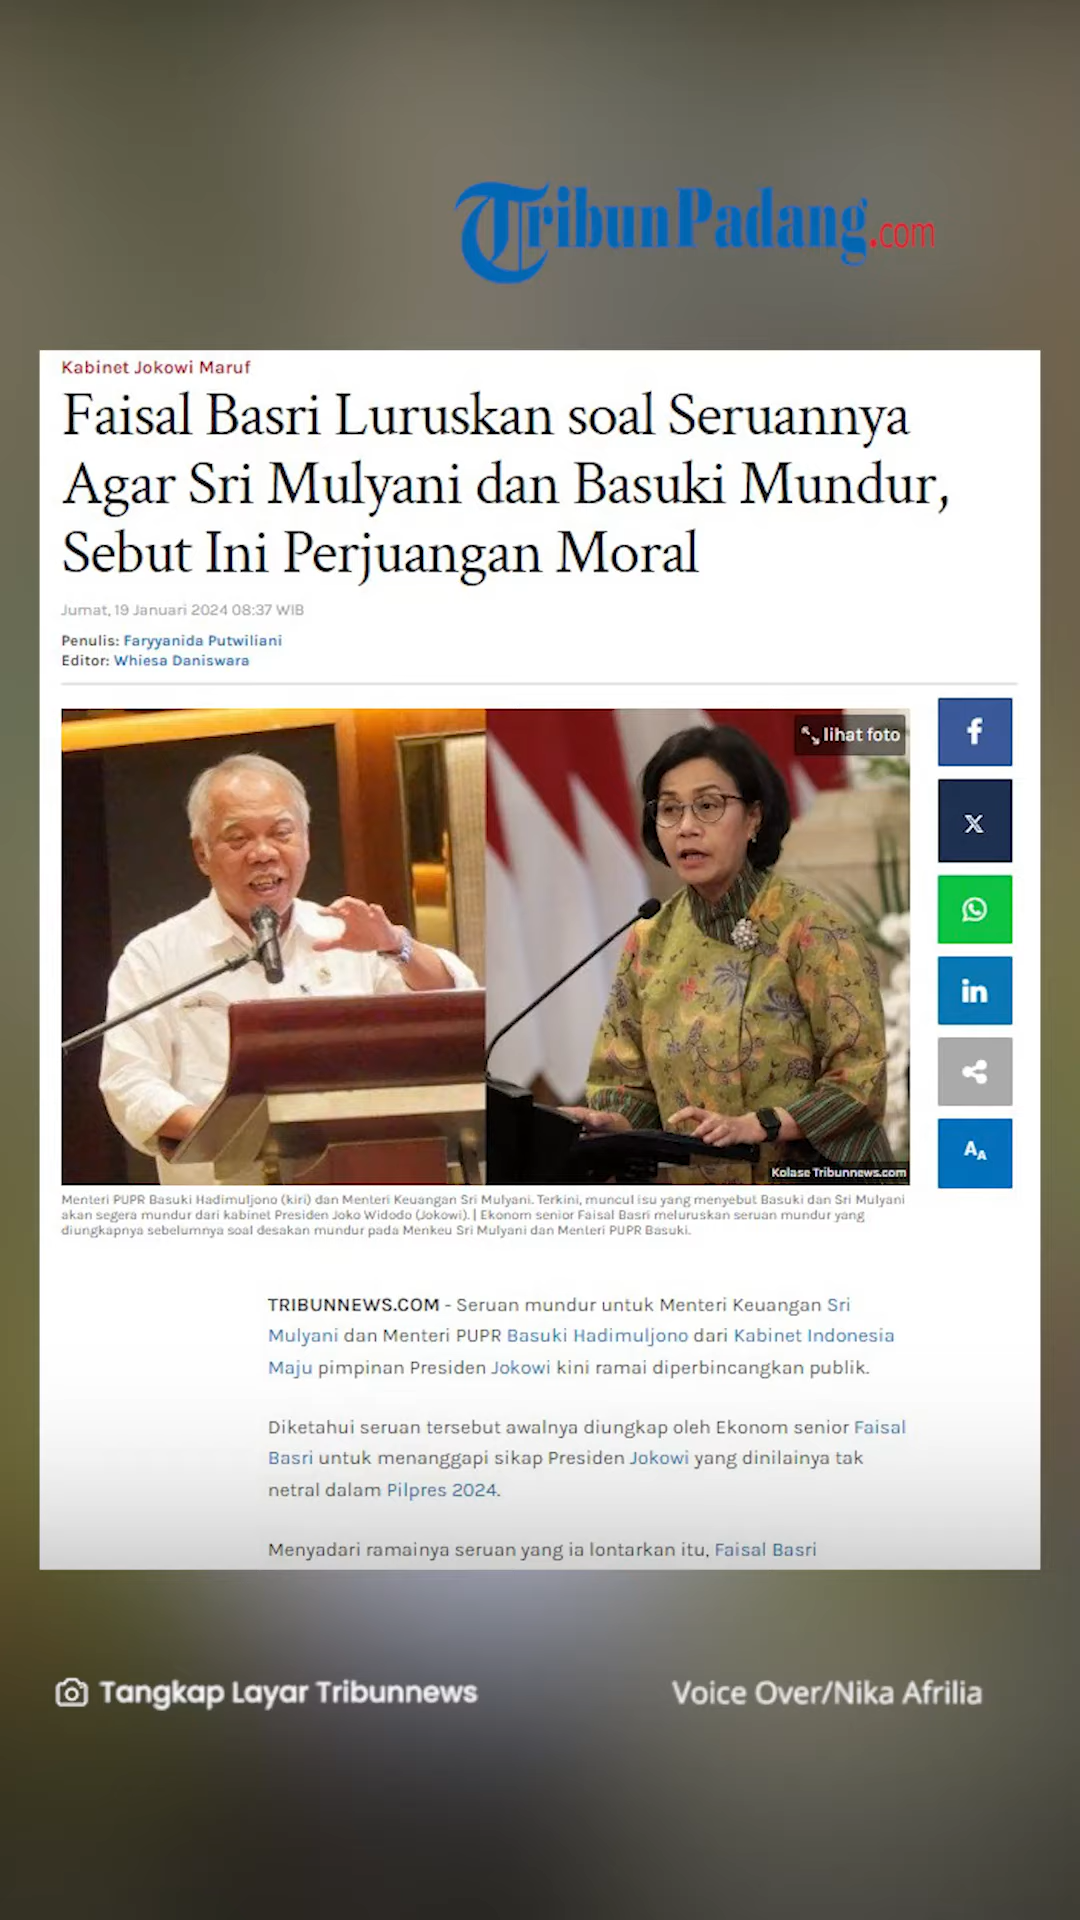 TribunPadang.com
Kabinet Jokowi Maruf
Faisal Basri Luruskan soal Seruannya
Agar Sri Mulyani dan Basuki Mundur,
Sebut Ini Perjuangan Moral
Jumat, 19 Januari 2024 08:37 WIB
Penulis: Faryyanida Putwiliani
Editor: Whiesa Daniswara
lihat foto
Kolase Tribunnews.com
Menteri PUPR Basuki Hadimuljono (kiri) dan Menteri Keuangan Sri Mulyani. Terkini, muncul isu yang menyebut Basuki dan Sri Mulyani
akan segera mundur dari kabinet Presiden Joko Widodo (Jokowi). | Ekonom senior Faisal Basri meluruskan seruan mundur yang
diungkapnya sebelumnya soal desakan mundur pada Menkeu Sri Mulyani dan Menteri PUPR Basuki.
TRIBUNNEWS.COM - Seruan mundur untuk Menteri Keuangan Sri
Mulyani dan Menteri PUPR Basuki Hadimuljono dari Kabinet Indonesia
Maju pimpinan Presiden Jokowi kini ramai diperbincangkan publik.
Diketahui seruan tersebut awalnya diungkap oleh Ekonom senior Faisal
Basri untuk menanggapi sikap Presiden Jokowi yang dinilainya tak
netral dalam Pilpres 2024.
Menyadari ramainya seruan yang ia lontarkan itu, Faisal Basri
Tangkap Layar Tribunnews
Voice Over/Nika Afrilia